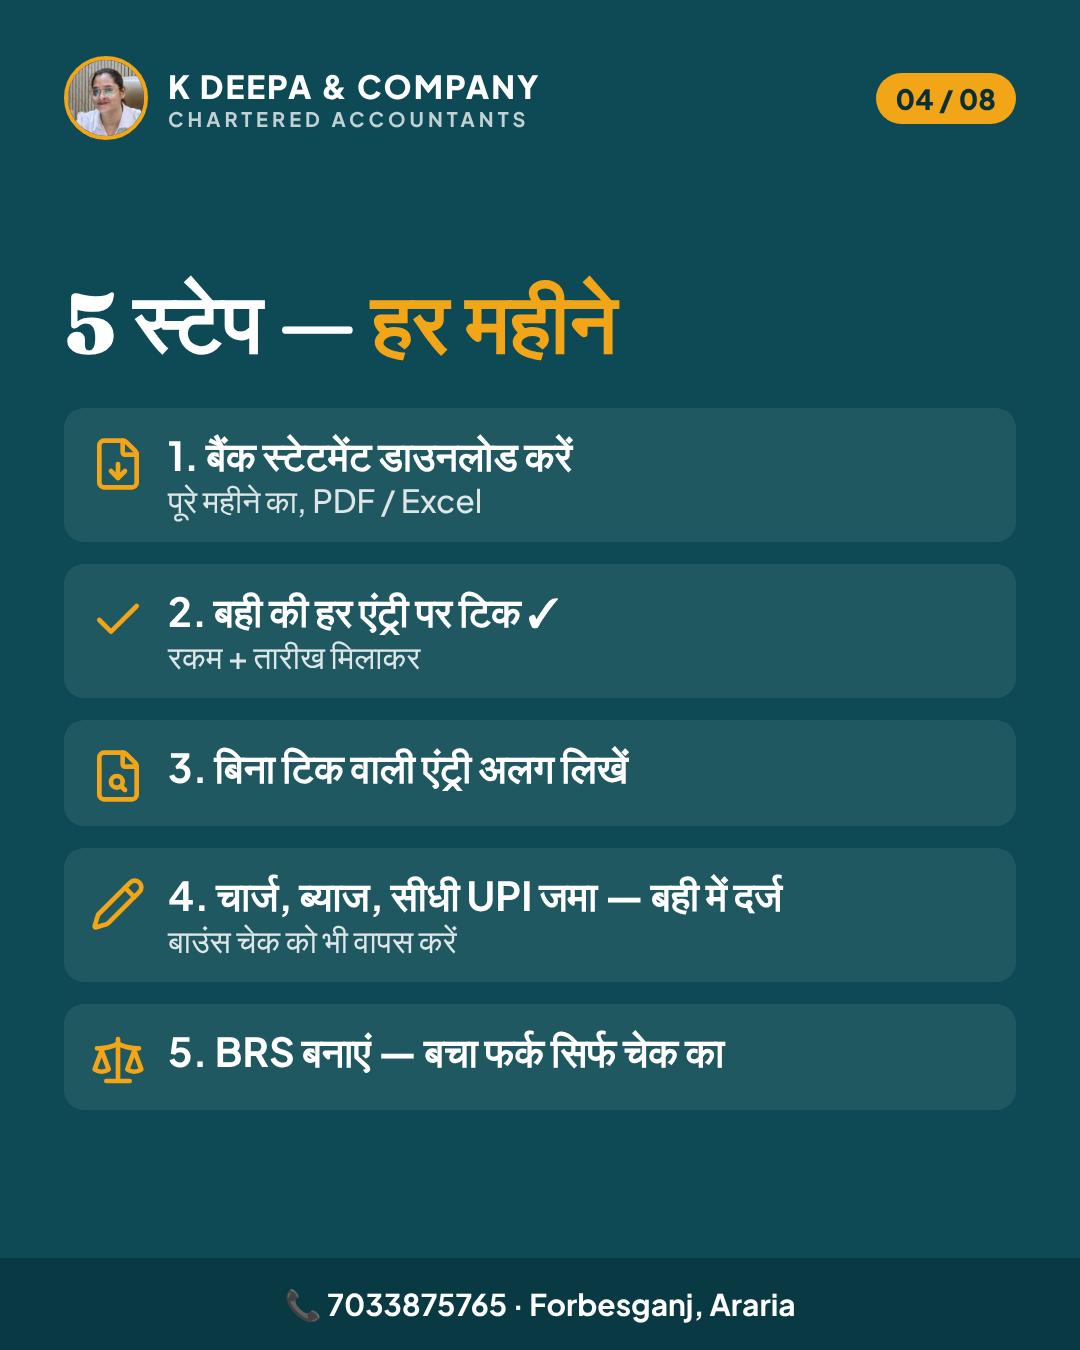 K DEEPA & COMPANY
CHARTERED ACCOUNTANTS
04 / 08
5 स्टेप — हर महीने
1. बैंक स्टेटमेंट डाउनलोड करें
पूरे महीने का, PDF / Excel
2. बही की हर एंट्री पर टिक ✓
रकम + तारीख मिलाकर
3. बिना टिक वाली एंट्री अलग लिखें
4. चार्ज, ब्याज, सीधी UPI जमा — बही में दर्ज
बाउंस चेक को भी वापस करें
5. BRS बनाएं — बचा फर्क सिर्फ चेक का
📞 7033875765 · Forbesganj, Araria